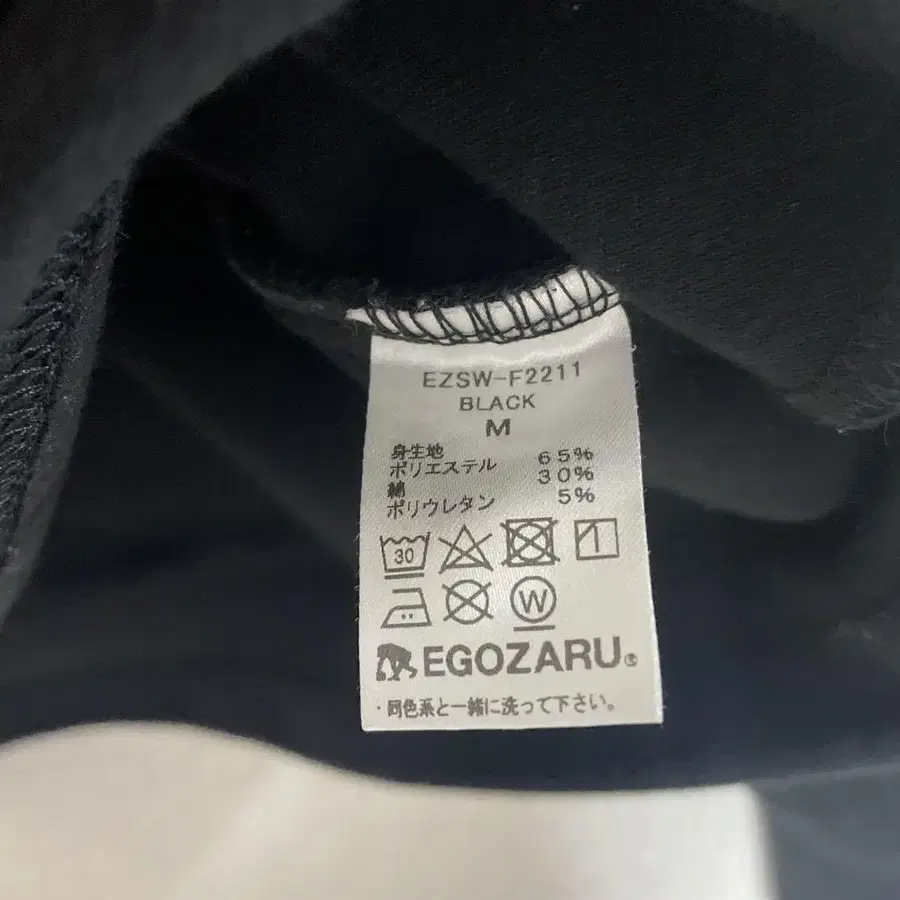 EZSW-F2211
BLACK
M
身生地
ポリエステル 65%
綿 30%
ポリウレタン 5%
30
W
EGOZARU®
・同色系と一緒に洗って下さい。